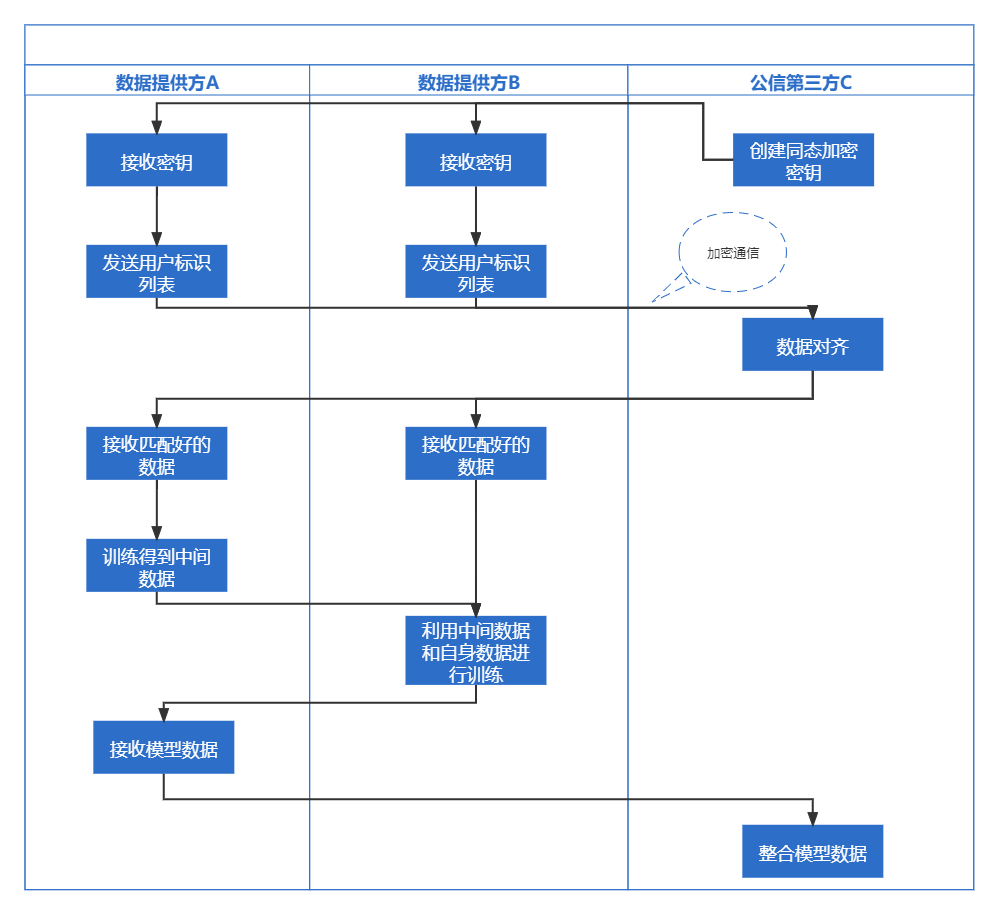 数据提供方A
数据提供方B
公信第三方C
接收密钥
接收密钥
创建同态加密
密钥
发送用户标识
列表
发送用户标识
列表
加密通信
数据对齐
接收匹配好的
数据
接收匹配好的
数据
训练得到中间
数据
利用中间数据
和自身数据进
行训练
接收模型数据
整合模型数据